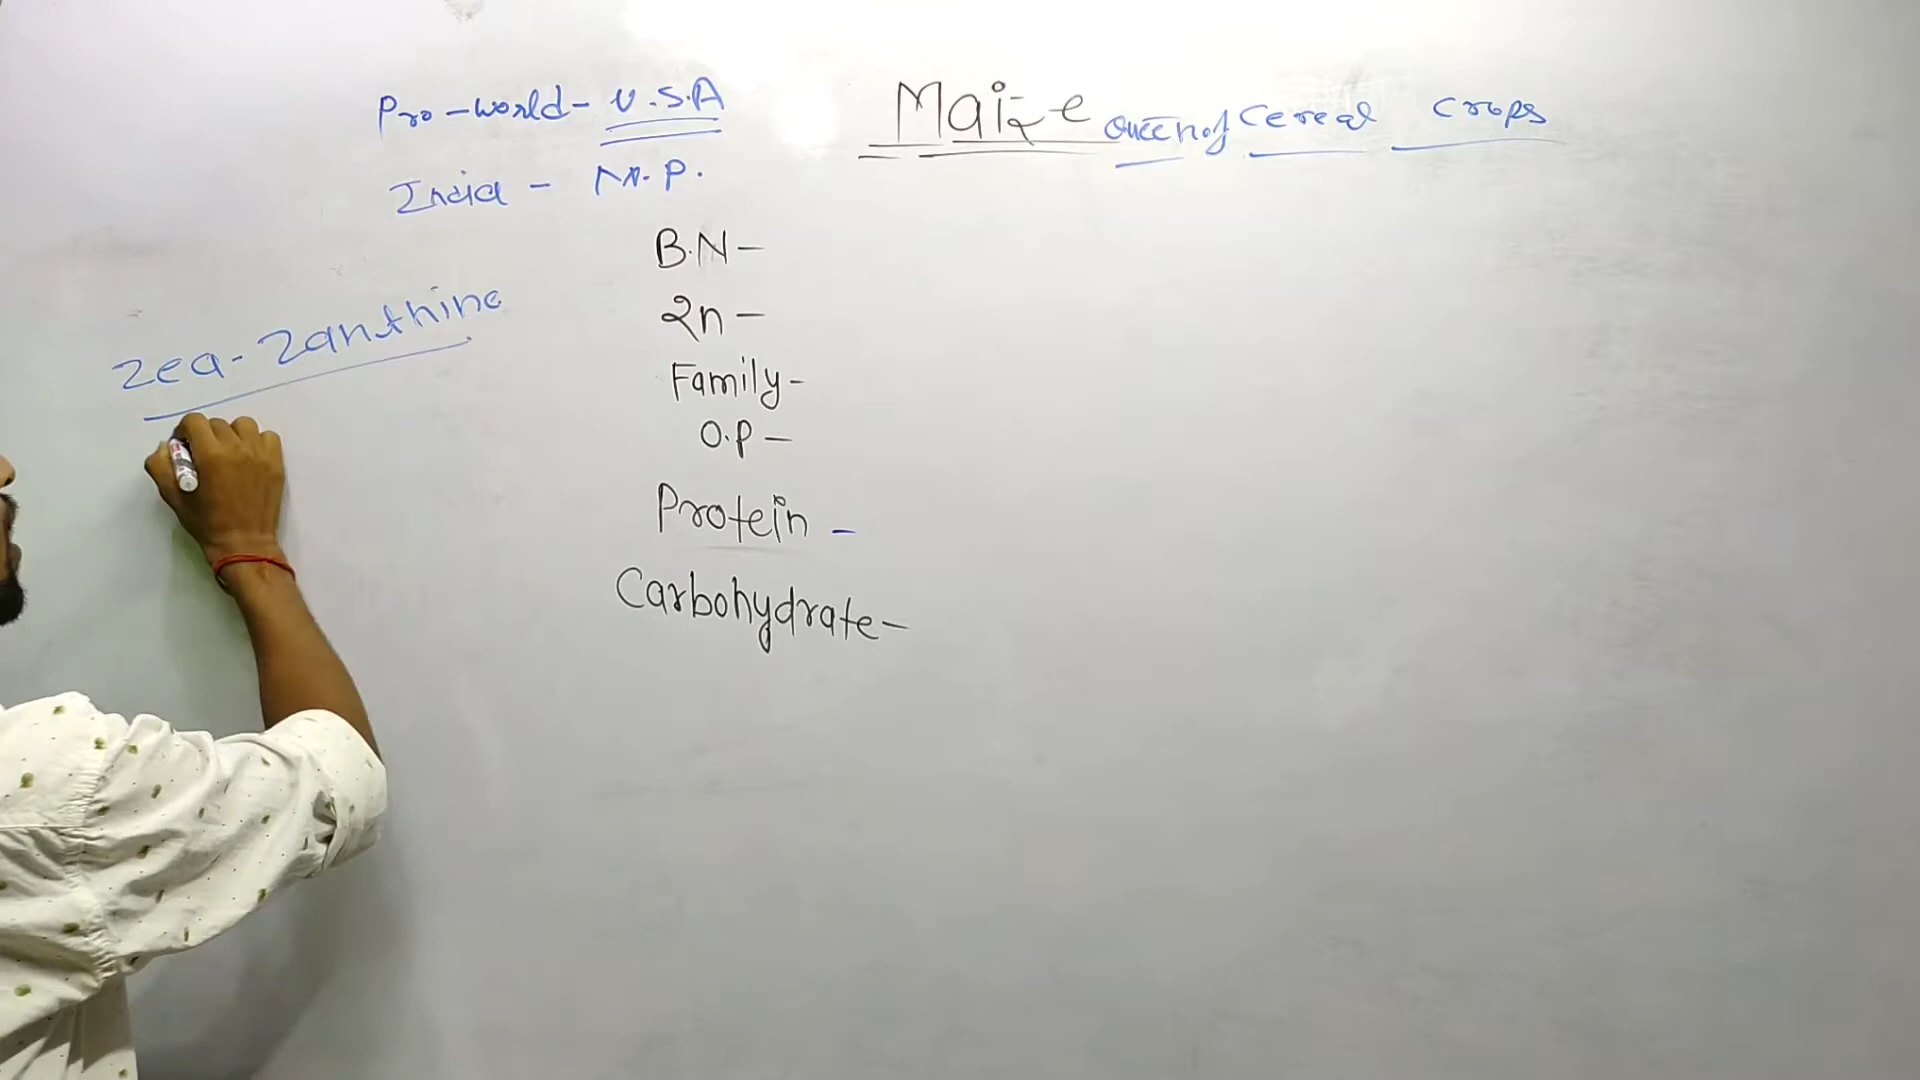 Maize Queen of Cereal Crops
Pro - world - U.S.A
India - M.P.
B.N -
2n -
Zea - Zanthine
Family -
O.P -
Protein -
Carbohydrate -